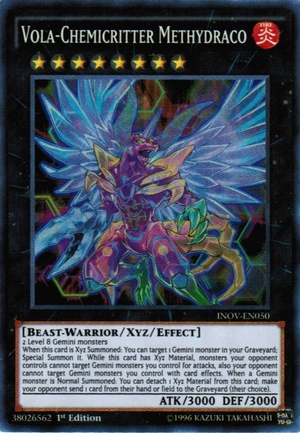 VOLA-CHEMICRITTER METHYDRACO
FIRE
炎
INOV-EN050
[BEAST-WARRIOR/XYZ/EFFECT]
2 Level 8 Gemini monsters
When this card is Xyz Summoned: You can target 1 Gemini monster in your Graveyard;
Special Summon it. While this card has Xyz Material, monsters your opponent
controls cannot target Gemini monsters you control for attacks, also your opponent
cannot target Gemini monsters you control with card effects. When a Gemini
monster is Normal Summoned: You can detach 1 Xyz Material from this card; make
your opponent send 1 card from their hand or field to the Graveyard (their choice).
ATK/3000 DEF/3000
38026562 1st Edition ©1996 KAZUKI TAKAHASHI